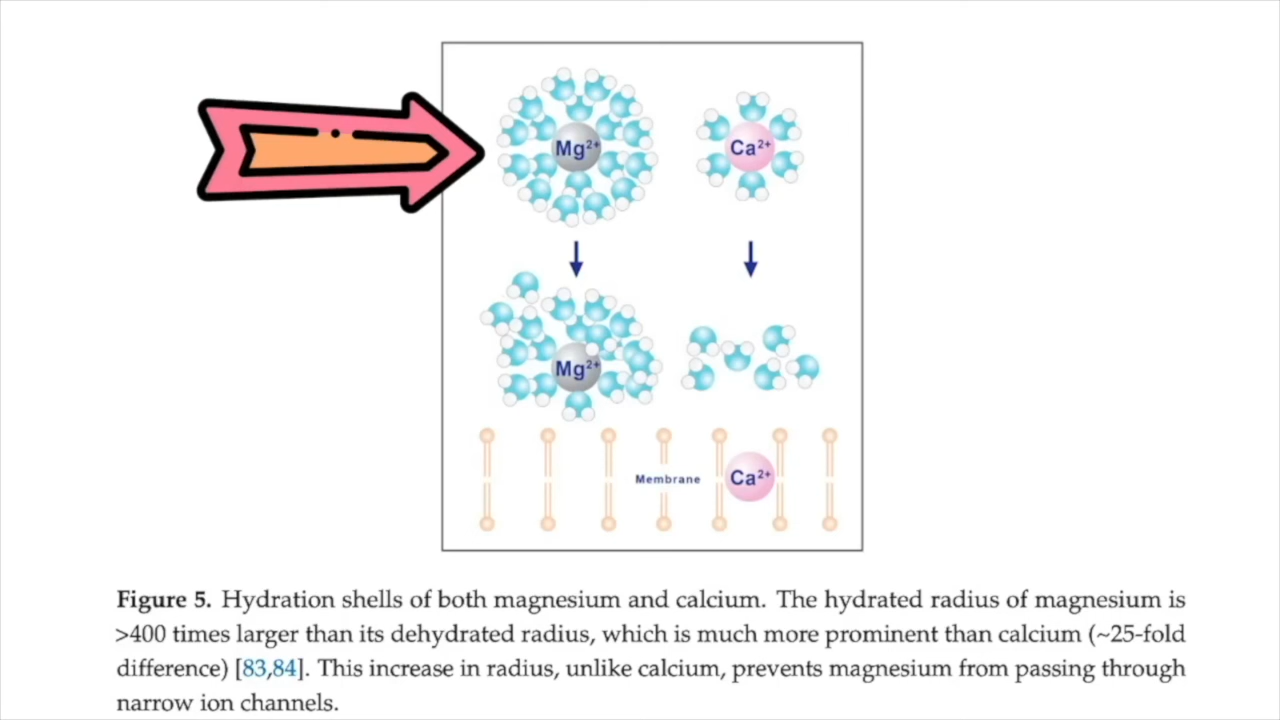 Mg²⁺ Ca²⁺
Mg²⁺
Membrane Ca²⁺
Figure 5. Hydration shells of both magnesium and calcium. The hydrated radius of magnesium is
>400 times larger than its dehydrated radius, which is much more prominent than calcium (~25-fold
difference) [83,84]. This increase in radius, unlike calcium, prevents magnesium from passing through
narrow ion channels.